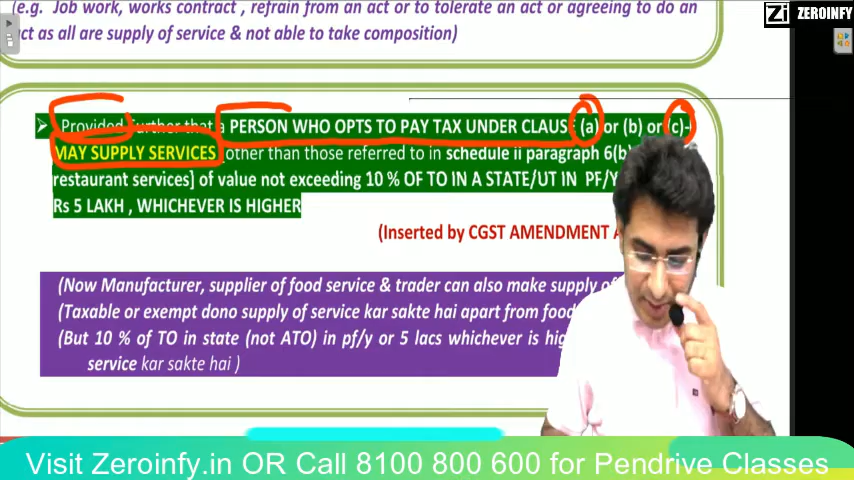 (e.g. Job work, works contract , refrain from an act or to tolerate an act or agreeing to do an
act as all are supply of service & not able to take composition)
Zi ZEROINFY
➢ Provided further that a PERSON WHO OPTS TO PAY TAX UNDER CLAUSE (a) or (b) or (c)-
MAY SUPPLY SERVICES [other than those referred to in schedule ii paragraph 6(b)
restaurant services] of value not exceeding 10 % OF TO IN A STATE/UT IN PF/Y
Rs 5 LAKH , WHICHEVER IS HIGHER
(Inserted by CGST AMENDMENT
(Now Manufacturer, supplier of food service & trader can also make supply of
(Taxable or exempt dono supply of service kar sakte hai apart from food
(But 10 % of TO in state (not ATO) in pf/y or 5 lacs whichever is
service kar sakte hai )
Visit Zeroinfy.in OR Call 8100 800 600 for Pendrive Classes